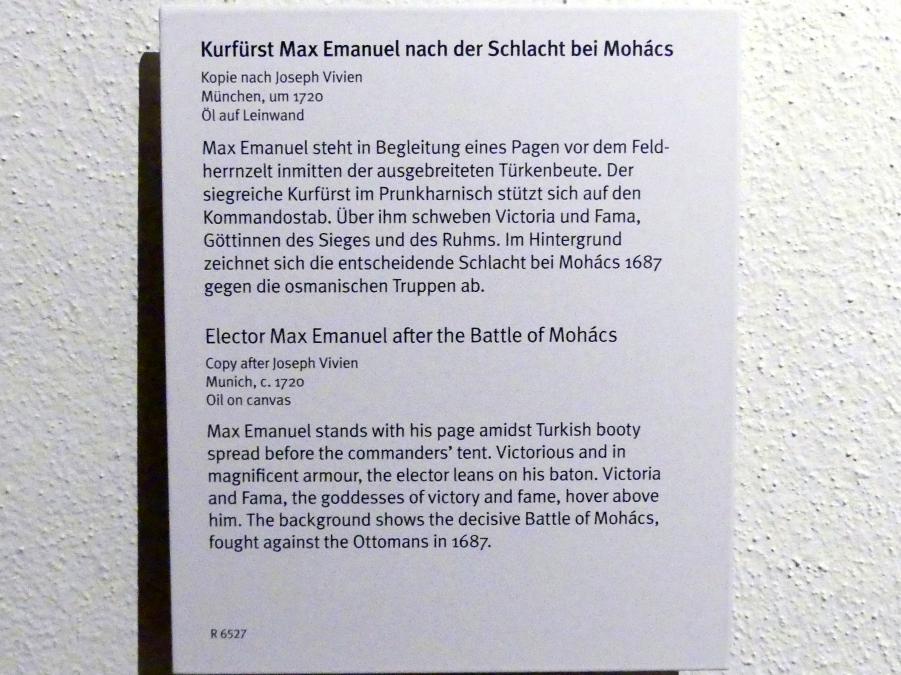 Kurfürst Max Emanuel nach der Schlacht bei Mohács
Kopie nach Joseph Vivien
München, um 1720
Öl auf Leinwand
Max Emanuel steht in Begleitung eines Pagen vor dem Feld-
herrnzelt inmitten der ausgebreiteten Türkenbeute. Der
siegreiche Kurfürst im Prunkharnisch stützt sich auf den
Kommandostab. Über ihm schweben Victoria und Fama,
Göttinnen des Sieges und des Ruhms. Im Hintergrund
zeichnet sich die entscheidende Schlacht bei Mohács 1687
gegen die osmanischen Truppen ab.
Elector Max Emanuel after the Battle of Mohács
Copy after Joseph Vivien
Munich, c. 1720
Oil on canvas
Max Emanuel stands with his page amidst Turkish booty
spread before the commanders’ tent. Victorious and in
magnificent armour, the elector leans on his baton. Victoria
and Fama, the goddesses of victory and fame, hover above
him. The background shows the decisive Battle of Mohács,
fought against the Ottomans in 1687.
R 6527